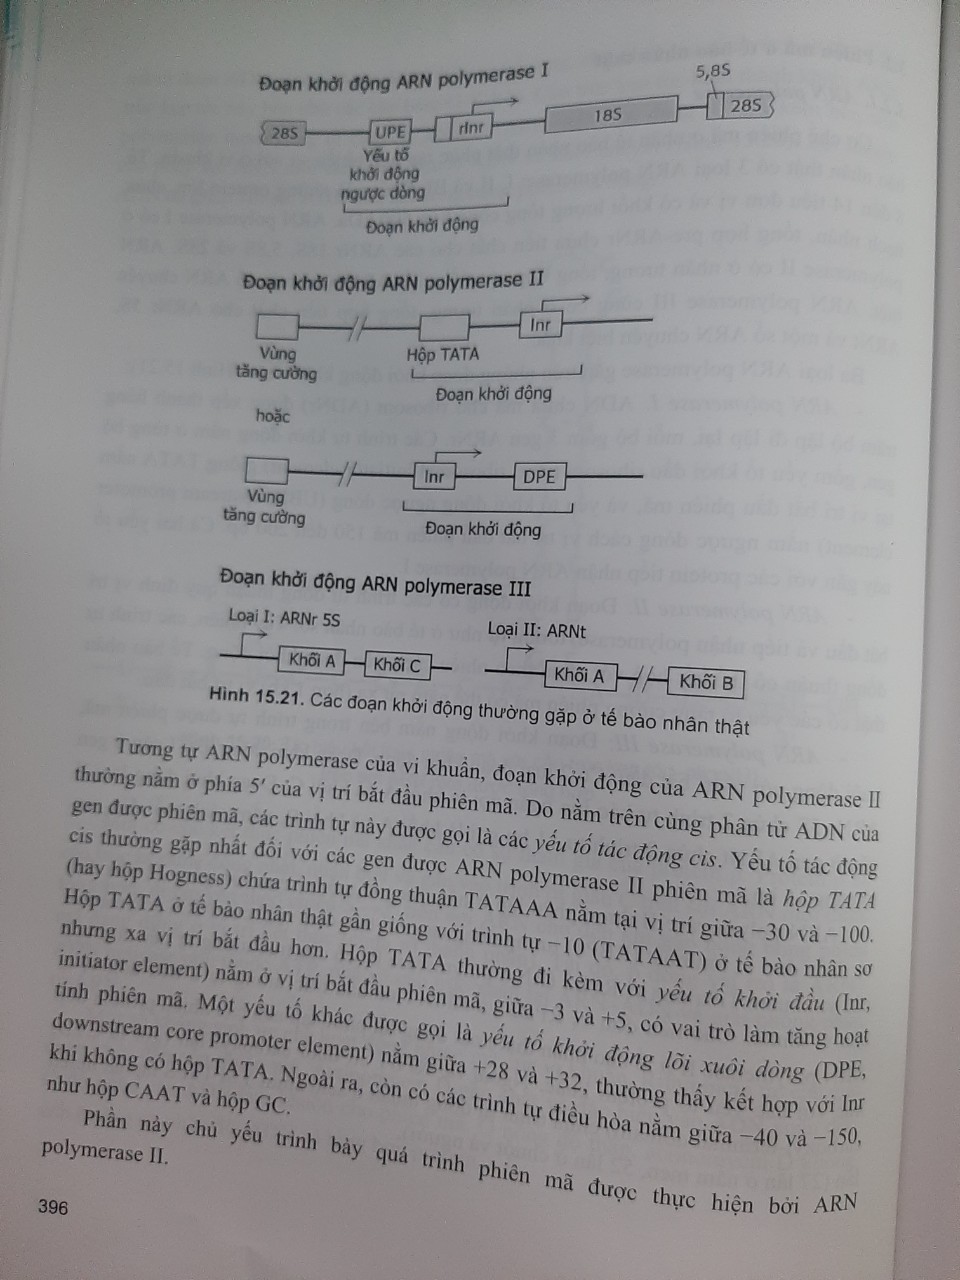 Đoạn khởi động ARN polymerase I
28S
UPE
rInr
18S
5,8S
28S
Yếu tố
khởi động
ngược dòng
Đoạn khởi động
Đoạn khởi động ARN polymerase II
Inr
Vùng
tăng cường
Hộp TATA
Đoạn khởi động
hoặc
Inr
DPE
Vùng
tăng cường
Đoạn khởi động
Đoạn khởi động ARN polymerase III
Loại I: ARNr 5S
Khối A
Khối C
Loại II: ARNt
Khối A
Khối B
Hình 15.21. Các đoạn khởi động thường gặp ở tế bào nhân thật
Tương tự ARN polymerase của vi khuẩn, đoạn khởi động của ARN polymerase II
thường nằm ở phía 5′ của vị trí bắt đầu phiên mã. Do nằm trên cùng phân tử ADN của
gen được phiên mã, các trình tự này được gọi là các yếu tố tác động cis. Yếu tố tác động
cis thường gặp nhất đối với các gen được ARN polymerase II phiên mã là hộp TATA
(hay hộp Hogness) chứa trình tự đồng thuận TATAAA nằm tại vị trí giữa −30 và −100.
Hộp TATA ở tế bào nhân thật gần giống với trình tự −10 (TATAAT) ở tế bào nhân sơ
nhưng xa vị trí bắt đầu hơn. Hộp TATA thường đi kèm với yếu tố khởi đầu (Inr,
initiator element) nằm ở vị trí bắt đầu phiên mã, giữa −3 và +5, có vai trò làm tăng hoạt
tính phiên mã. Một yếu tố khác được gọi là yếu tố khởi động lõi xuôi dòng (DPE,
downstream core promoter element) nằm giữa +28 và +32, thường thấy kết hợp với Inr
khi không có hộp TATA. Ngoài ra, còn có các trình tự điều hòa nằm giữa −40 và −150,
như hộp CAAT và hộp GC.
Phần này chủ yếu trình bày quá trình phiên mã được thực hiện bởi ARN
polymerase II.
396